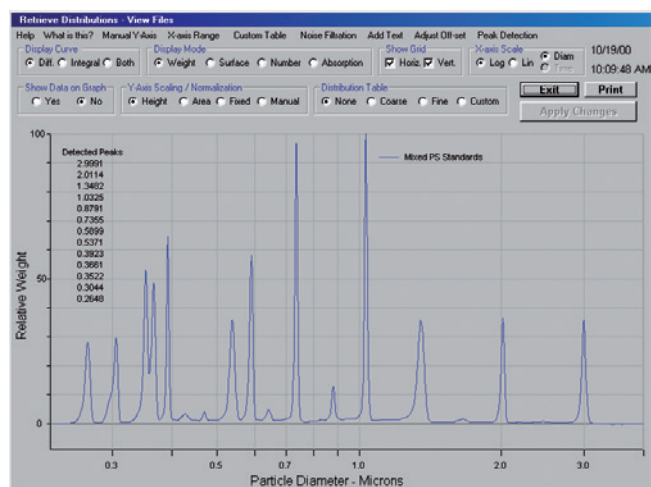 Retrieve Distributions - View Files
Help What is this? Manual Y-Axis X-axis Range Custom Table Noise Filtration Add Text Adjust Off-set Peak Detection
Display Curve Display Mode Show Grid X-axis Scale
Diff. Integral Both Weight Surface Number Absorption Horiz. Vert. Log Lin Diam Time
10/19/00
10:09:48 AM
Show Data on Graph Y-Axis Scaling / Normalization Distribution Table
Yes No Height Area Fixed Manual None Coarse Fine Custom
Exit Print
Apply Changes
100
Detected Peaks
2.9991
2.0114
1.3482
1.0325
0.8791
0.7355
0.5899
0.5371
0.3923
0.3661
0.3522
0.3044
0.2648
Mixed PS Standards
50
0
Relative Weight
0.3 0.5 0.7 1.0 2.0 3.0
Particle Diameter - Microns